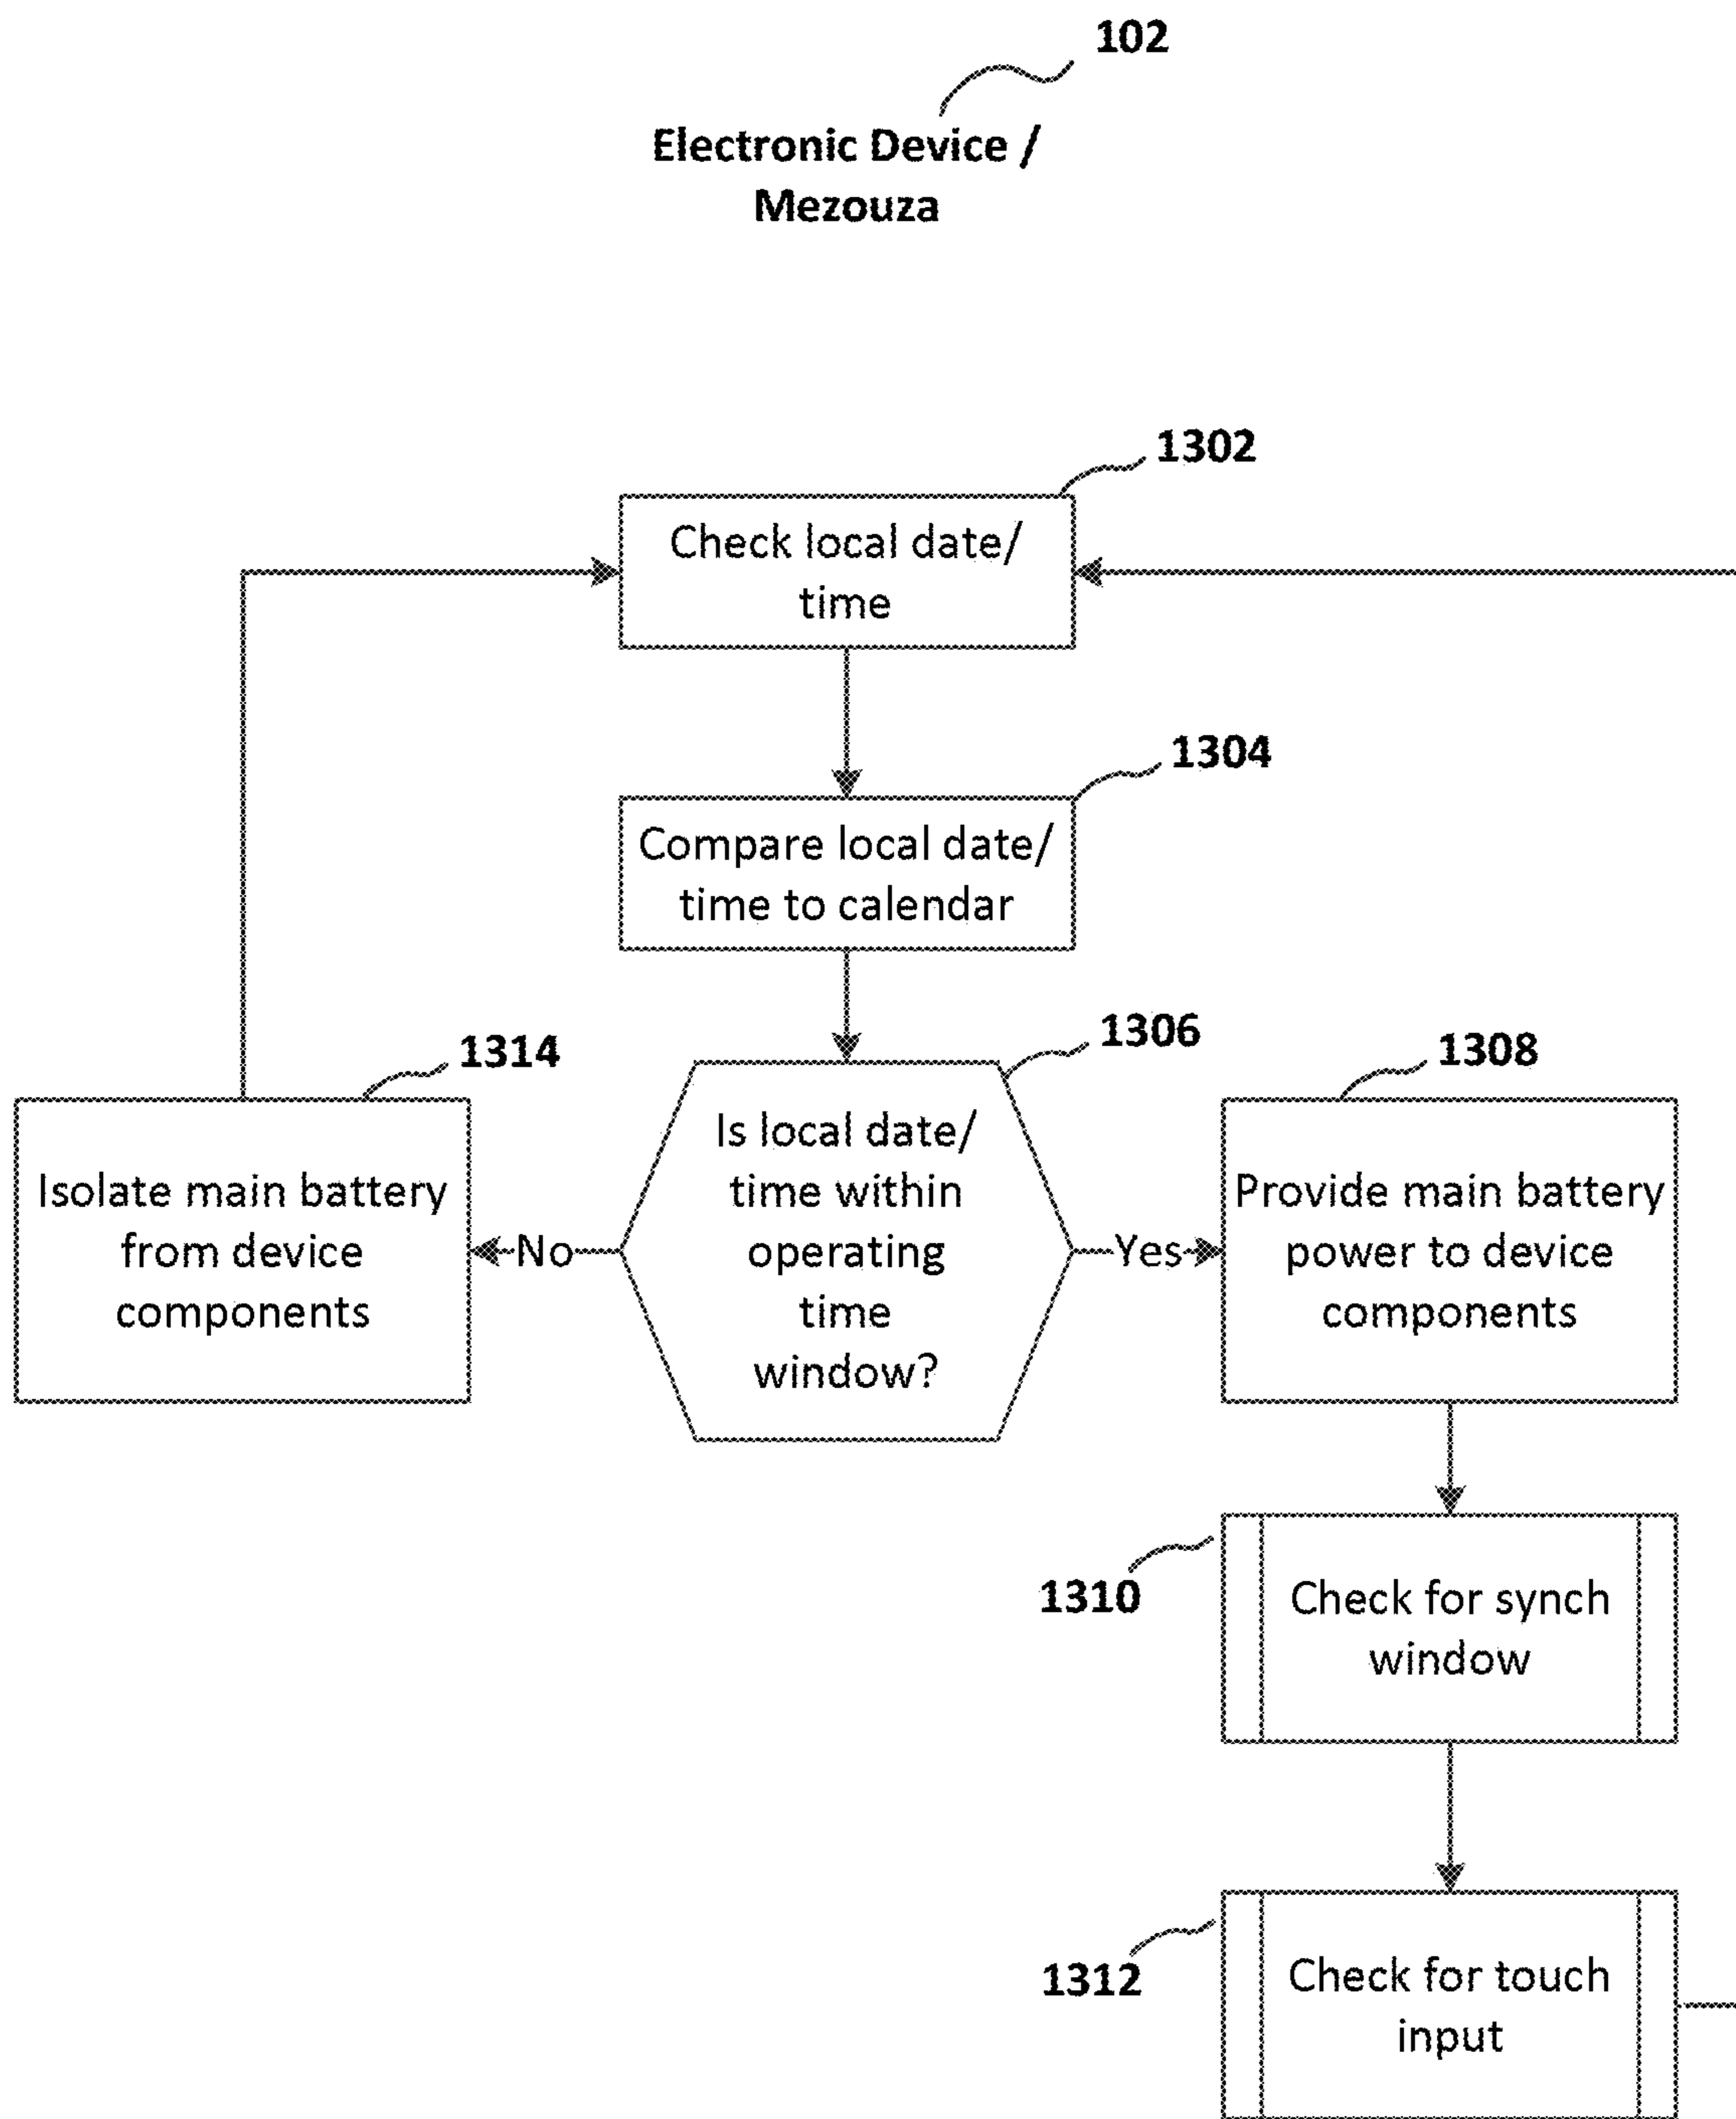 102
Electronic Device /
Mezouza
1302
Check local date/
time
1304
Compare local date/
time to calendar
1306
Is local date/
time within
operating
time
window?
1314
Isolate main battery
from device
components
No
Yes
1308
Provide main battery
power to device
components
1310
Check for synch
window
1312
Check for touch
input